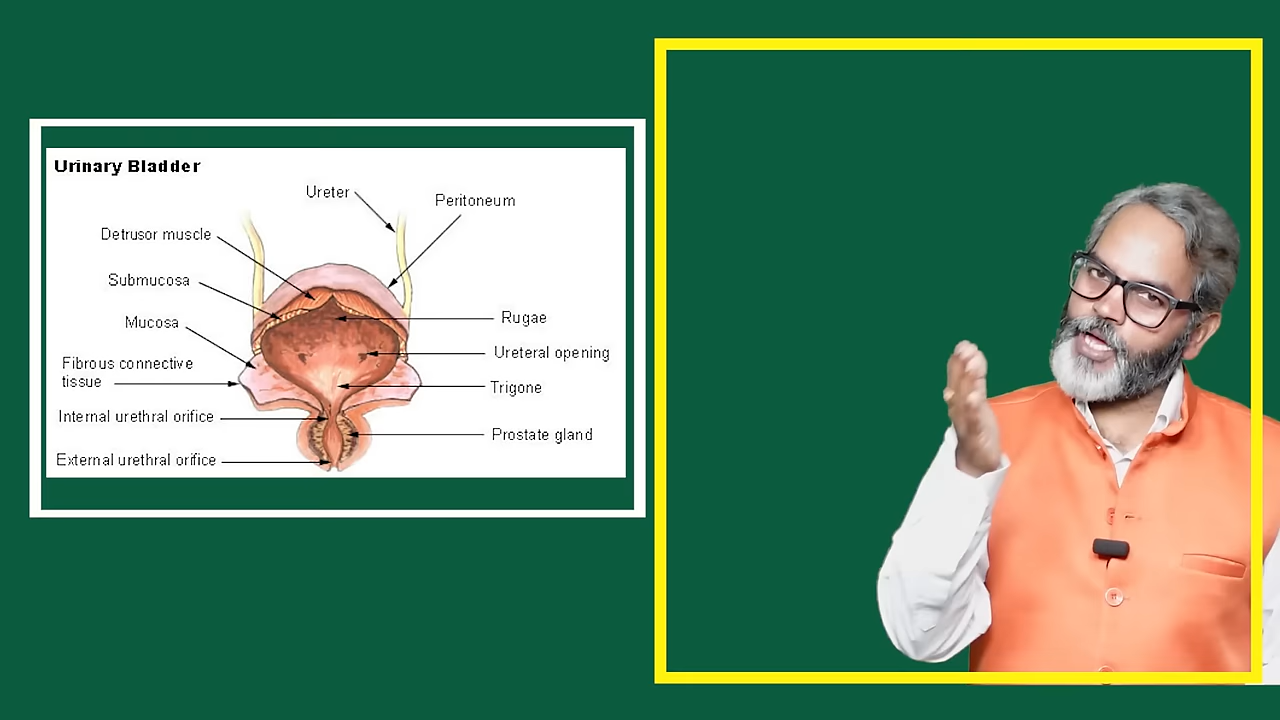 Urinary Bladder
Ureter
Peritoneum
Detrusor muscle
Submucosa
Mucosa
Fibrous connective
tissue
Internal urethral orifice
External urethral orifice
Rugae
Ureteral opening
Trigone
Prostate gland